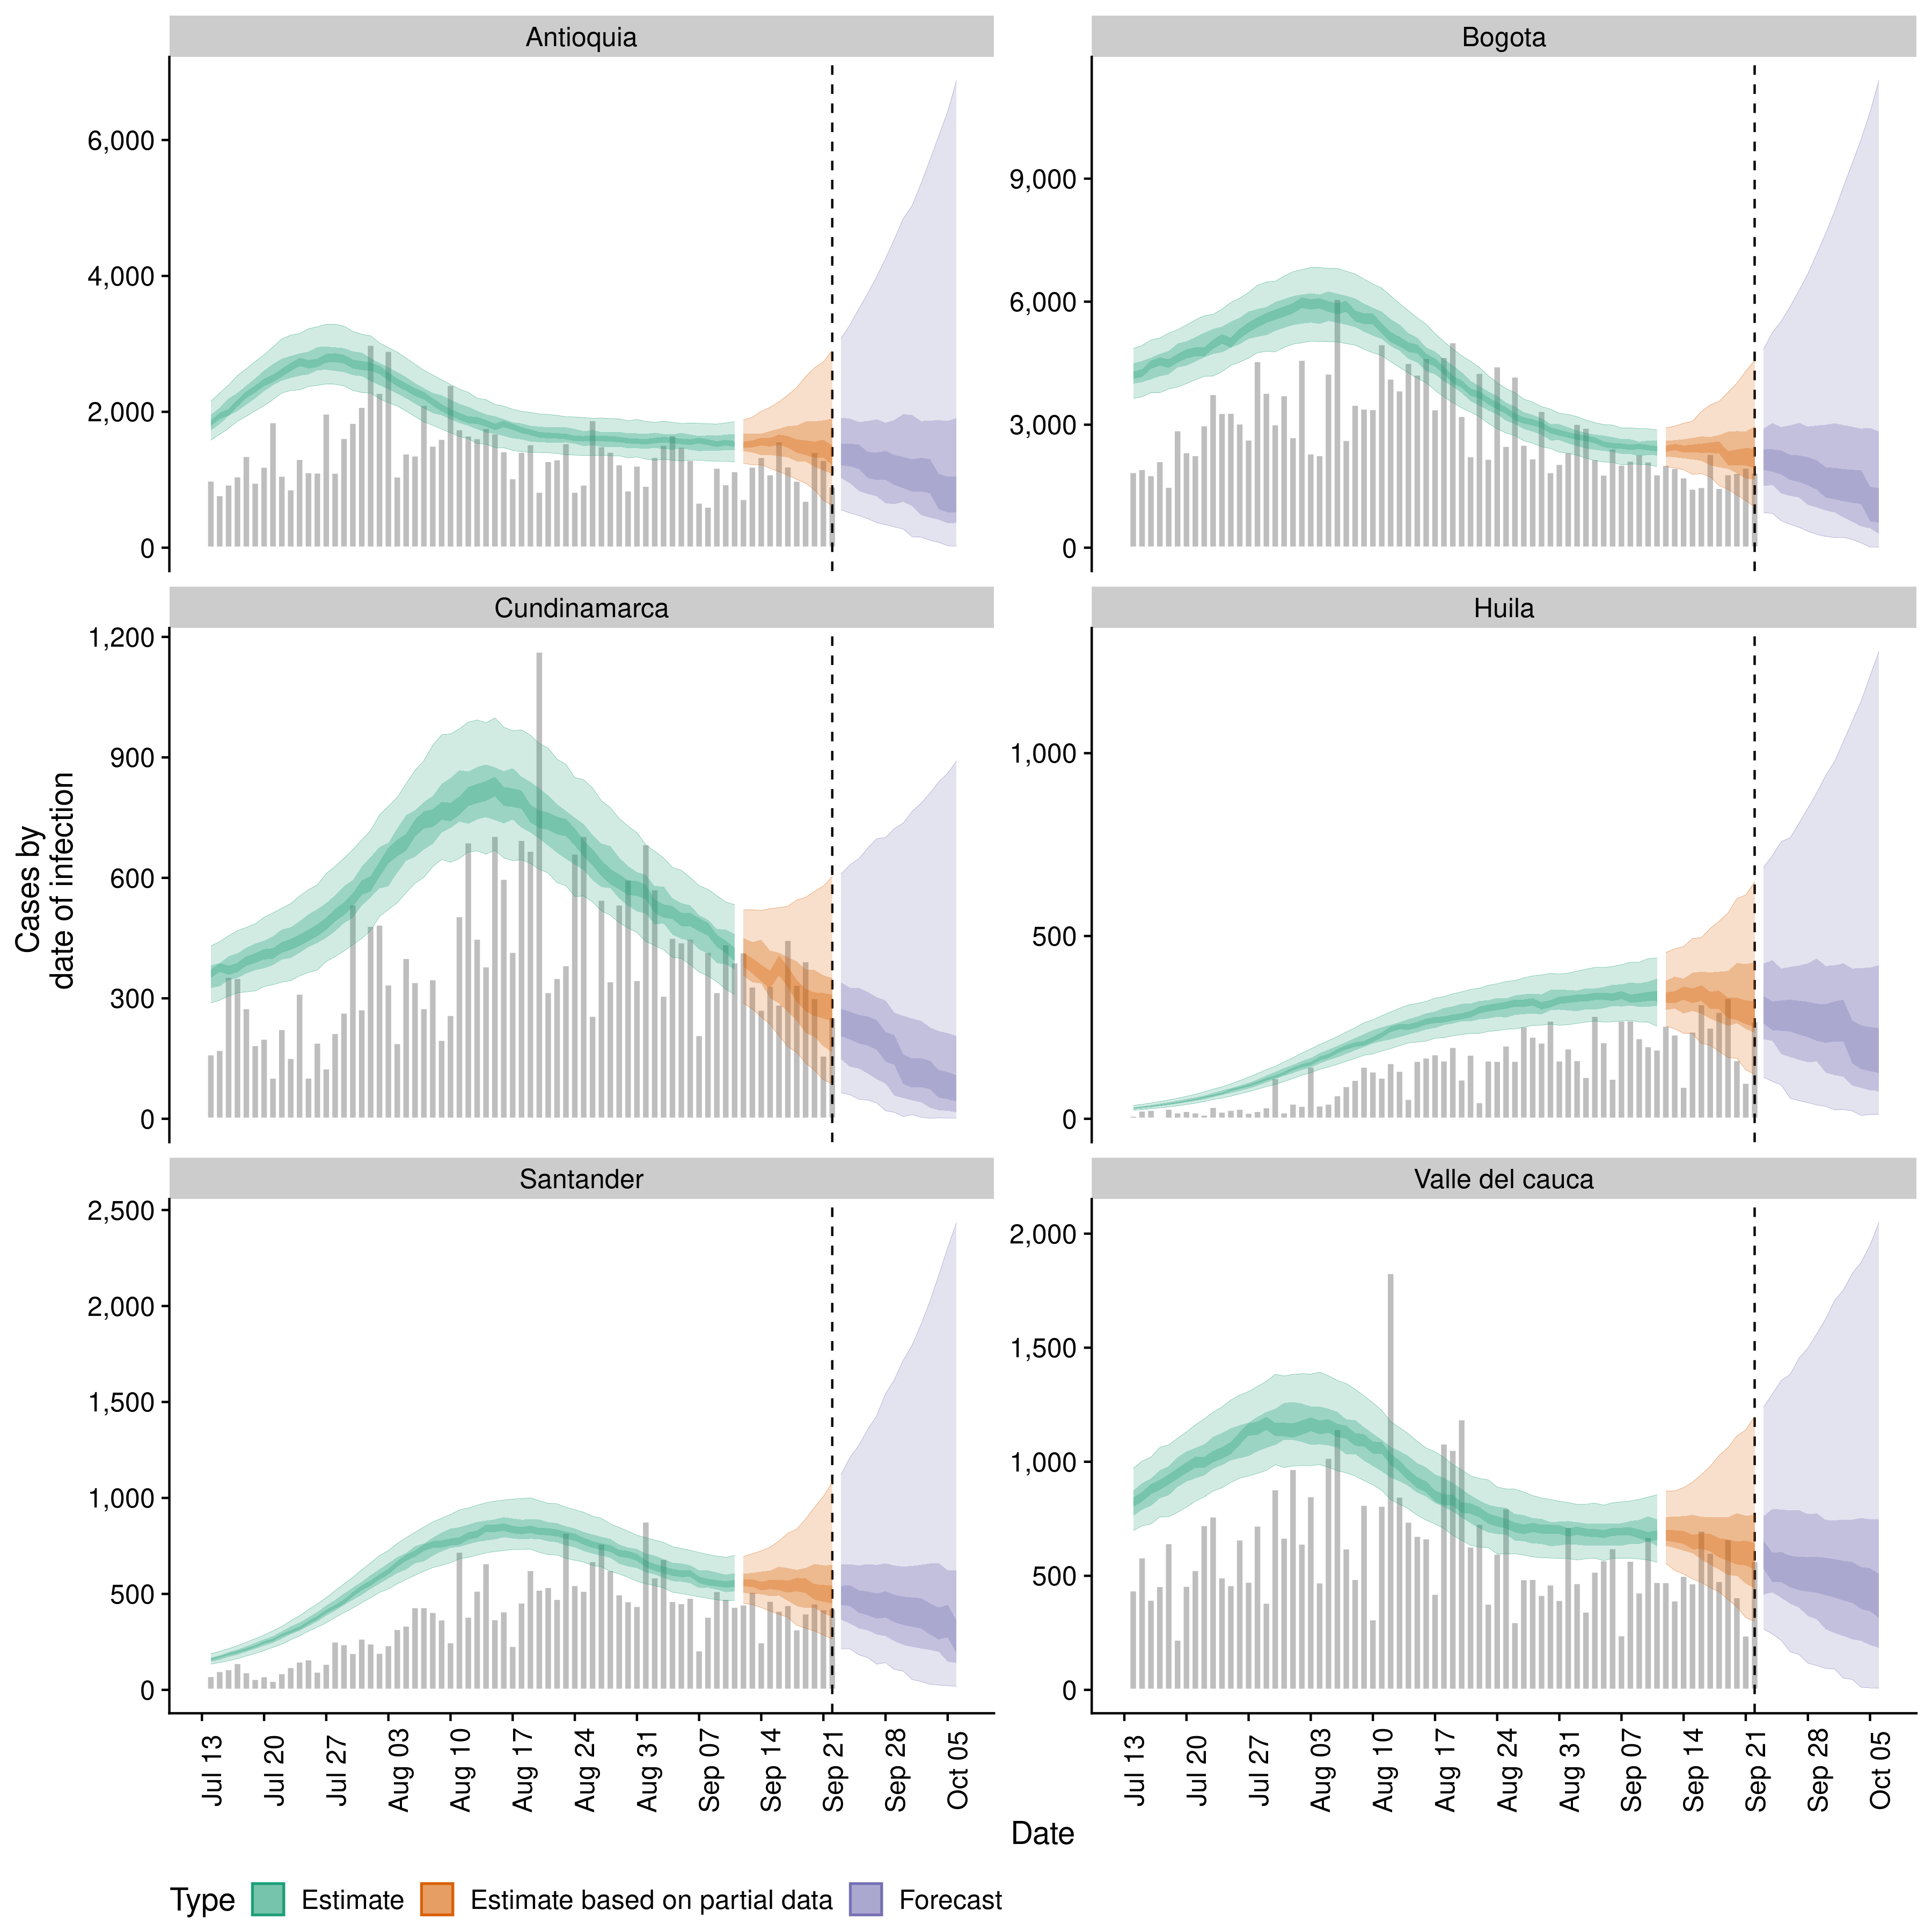 Antioquia
Bogota
6,000
4,000
2,000
0
9,000
6,000
3,000
0
Cundinamarca
Huila
1,200
900
600
300
0
1,000
500
0
Cases by
date of infection
Santander
Valle del cauca
2,500
2,000
1,500
1,000
500
0
2,000
1,500
1,000
500
0
Jul 13
Jul 20
Jul 27
Aug 03
Aug 10
Aug 17
Aug 24
Aug 31
Sep 07
Sep 14
Sep 21
Sep 28
Oct 05
Jul 13
Jul 20
Jul 27
Aug 03
Aug 10
Aug 17
Aug 24
Aug 31
Sep 07
Sep 14
Sep 21
Sep 28
Oct 05
Date
Type Estimate Estimate based on partial data Forecast